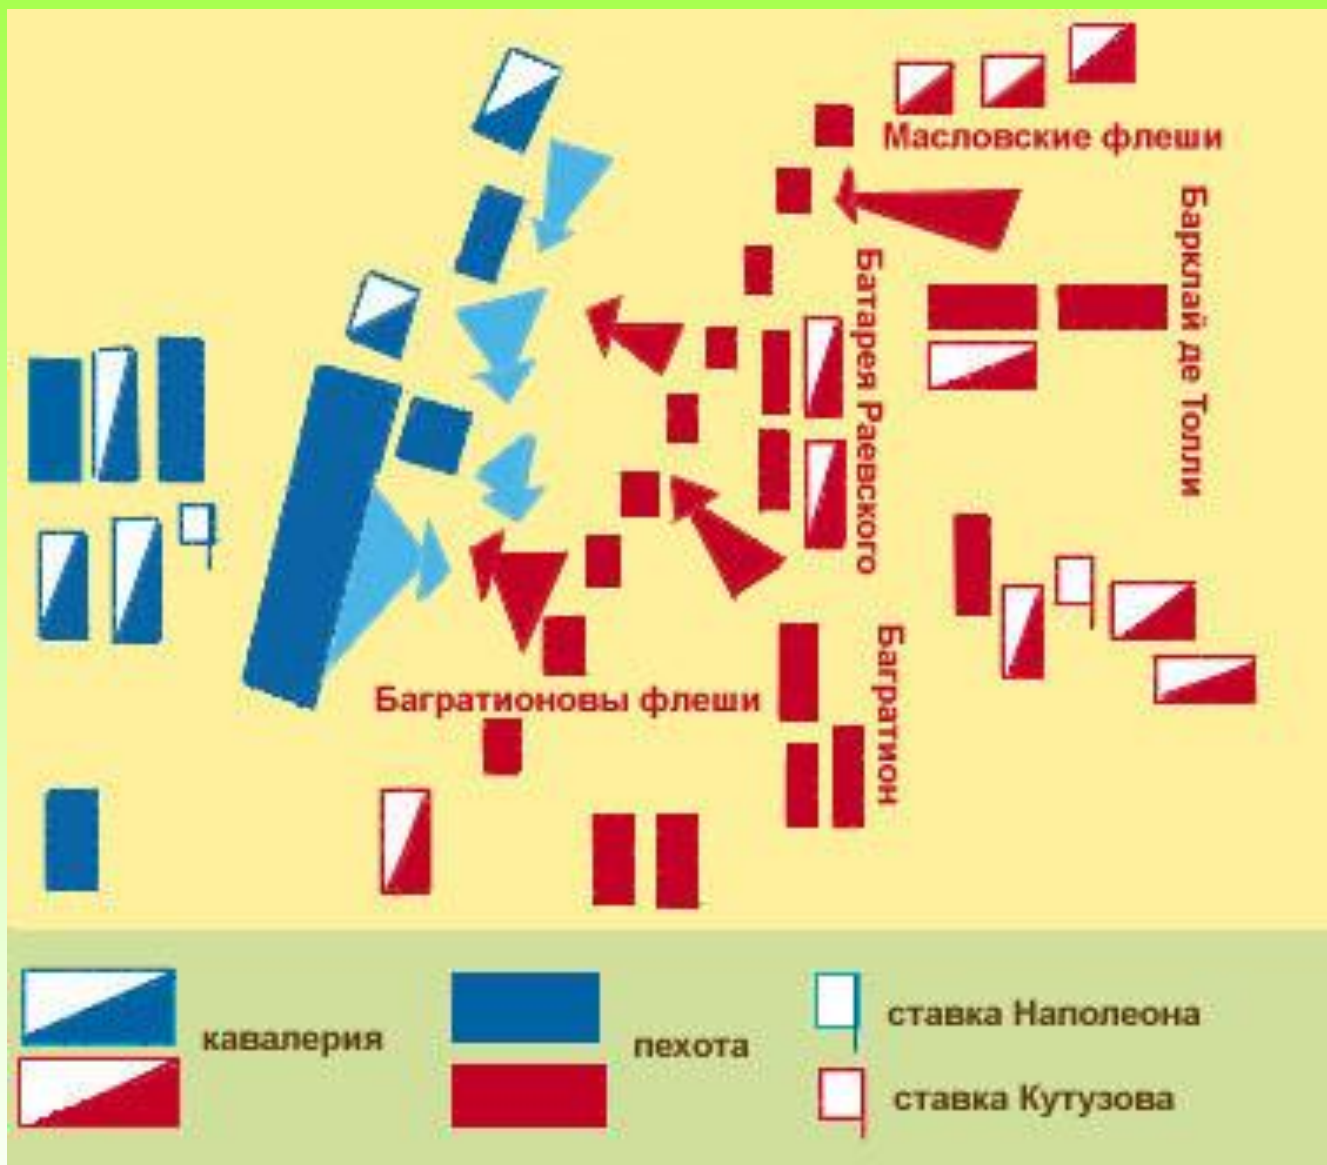 Масловские флеши
Барклай де Толли
Батарея Раевского
Багратион
Багратионовы флеши
кавалерия
пехота
ставка Наполеона
ставка Кутузова